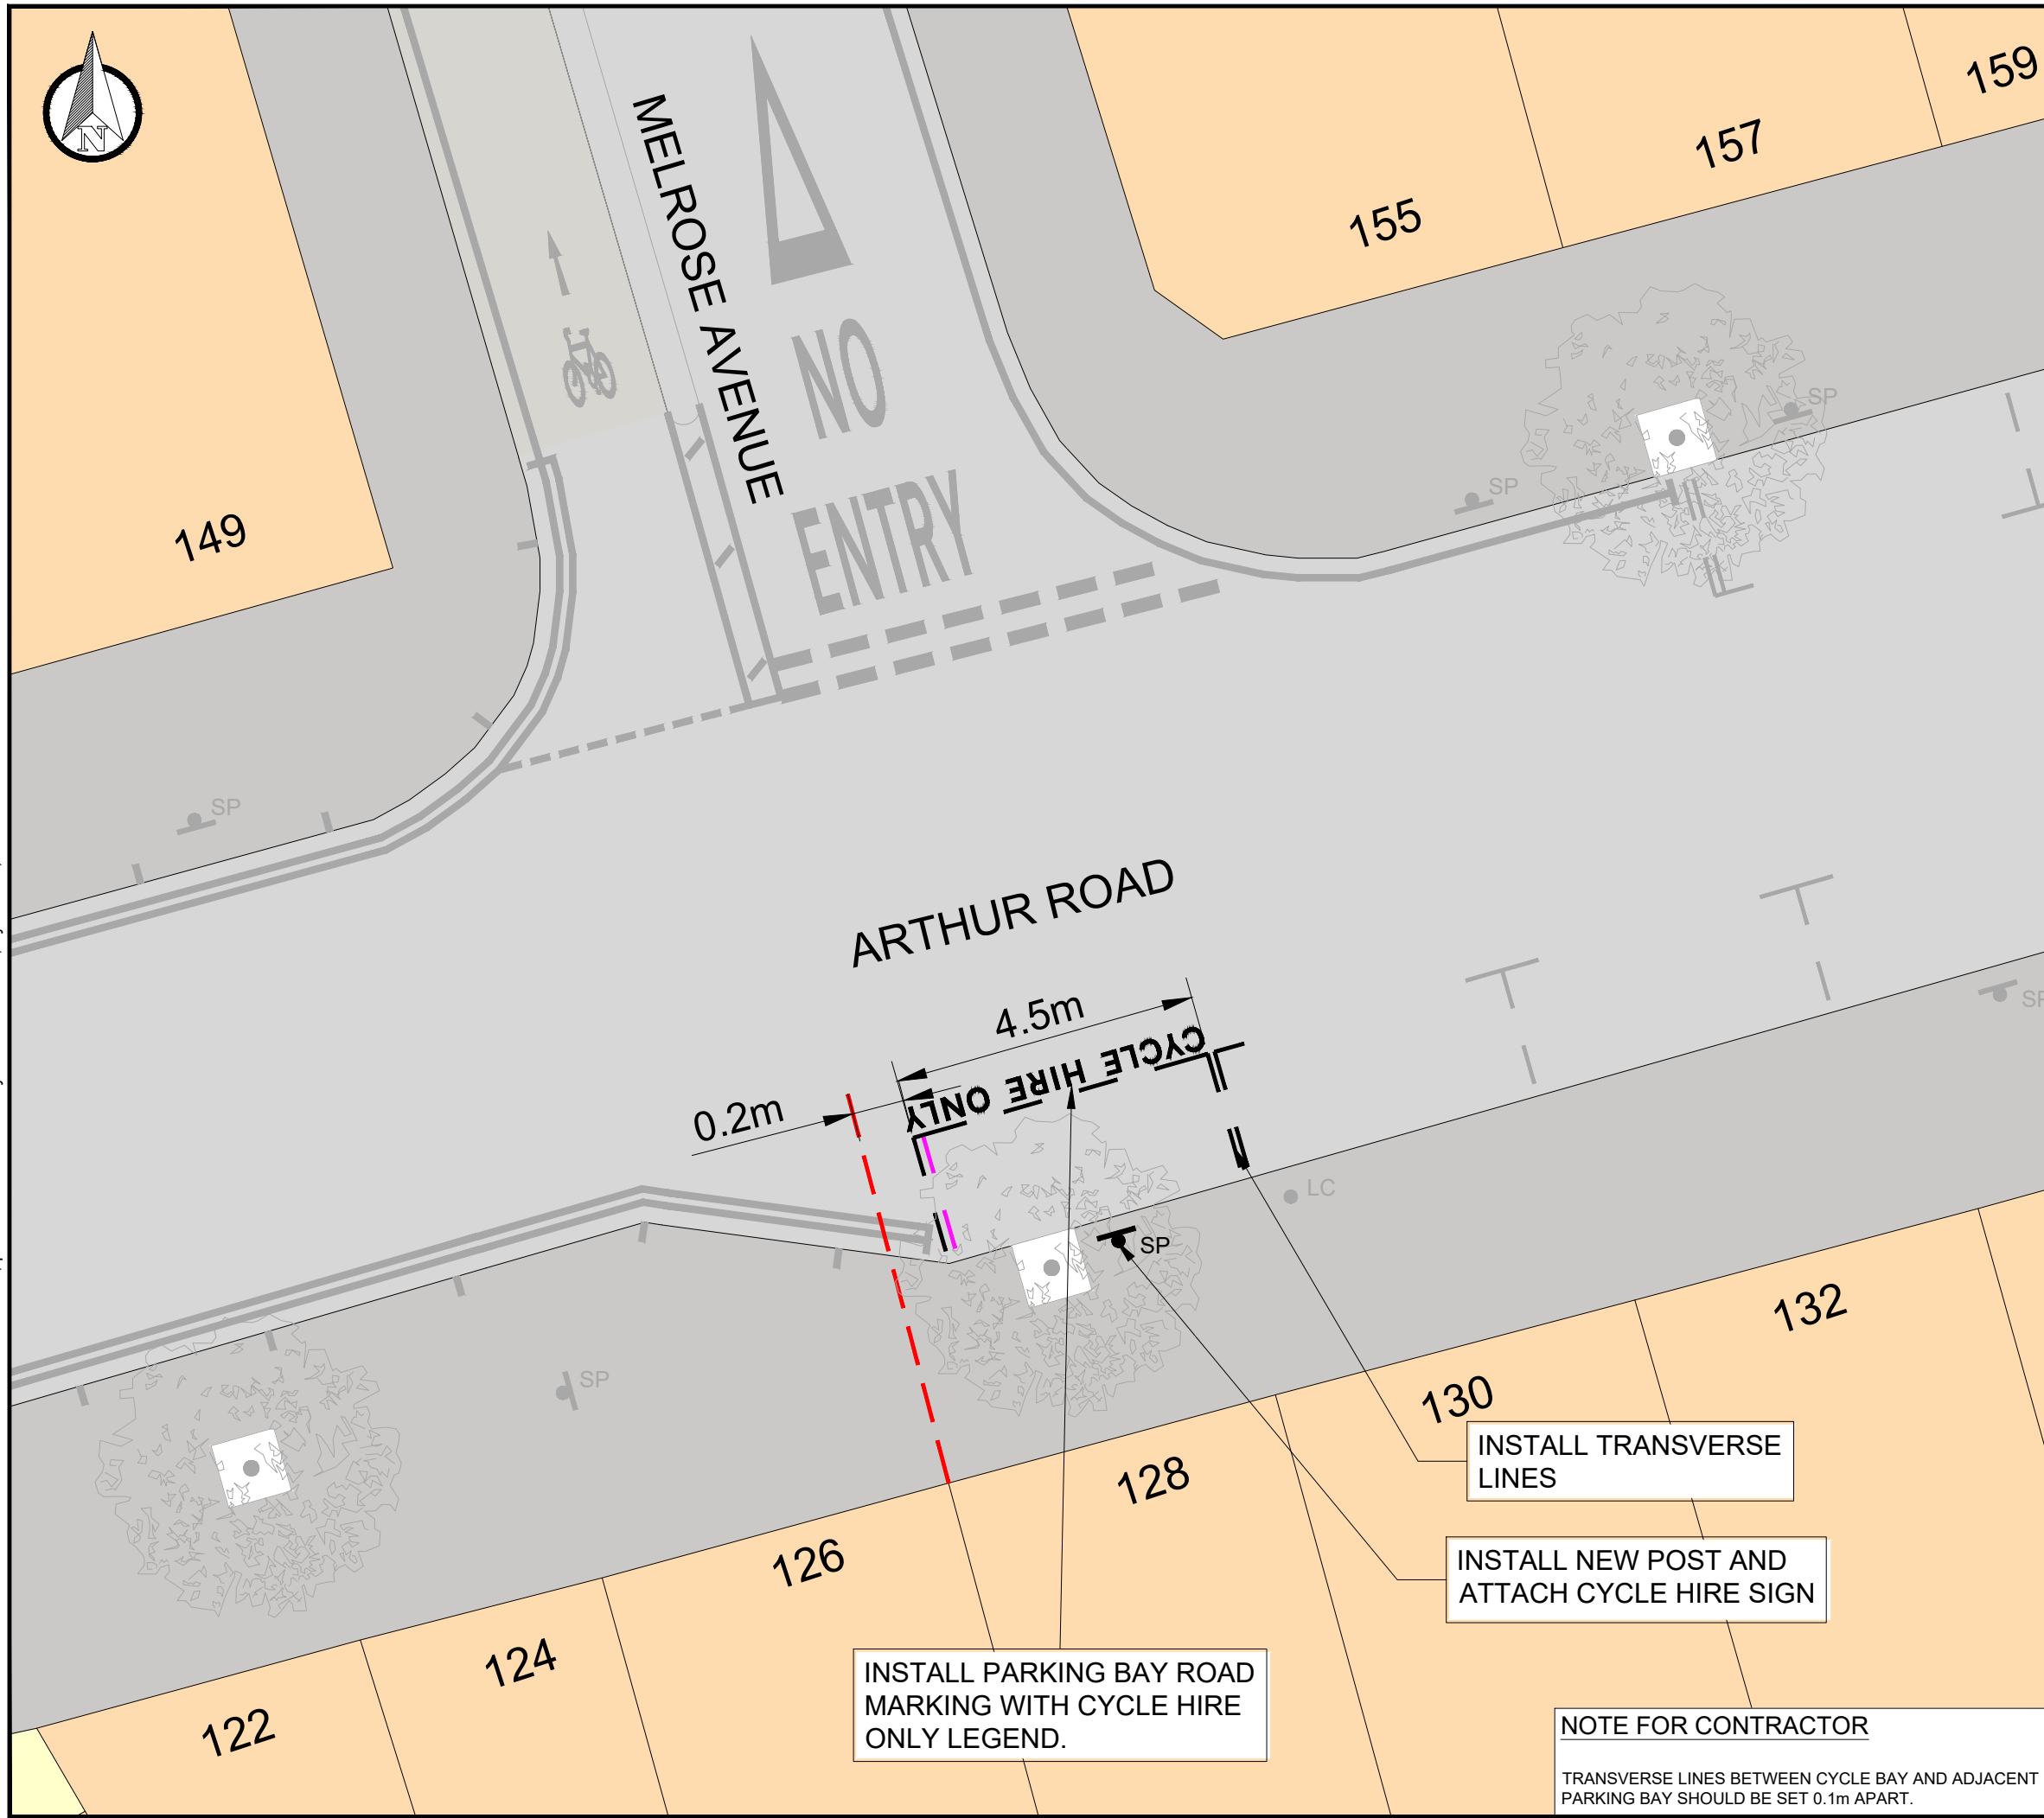 N
159
157
155
MELROSE AVENUE
NO
ENTRY
149
SP
SP
SP
ARTHUR ROAD
4.5m
CYCLE HIRE ONLY
0.2m
SP
LC
SP
SP
132
130
128
126
124
122
INSTALL TRANSVERSE
LINES
INSTALL NEW POST AND
ATTACH CYCLE HIRE SIGN
INSTALL PARKING BAY ROAD
MARKING WITH CYCLE HIRE
ONLY LEGEND.
NOTE FOR CONTRACTOR
TRANSVERSE LINES BETWEEN CYCLE BAY AND ADJACENT
PARKING BAY SHOULD BE SET 0.1m APART.